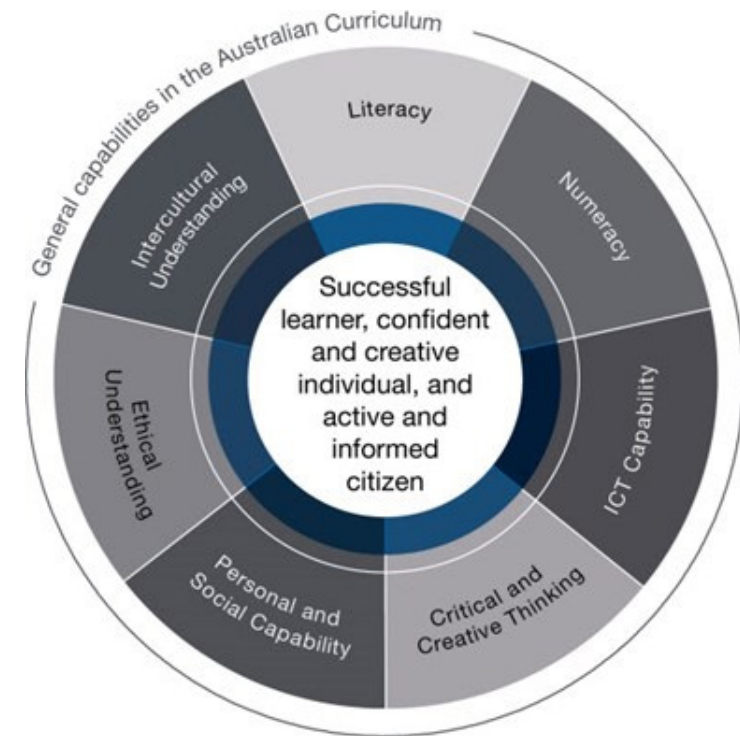 General capabilities in the Australian Curriculum
Literacy
Numeracy
ICT Capability
Critical and
Creative Thinking
Personal and
Social Capability
Ethical
Understanding
Intercultural
Understanding
Successful
learner, confident
and creative
individual, and
active and
informed
citizen